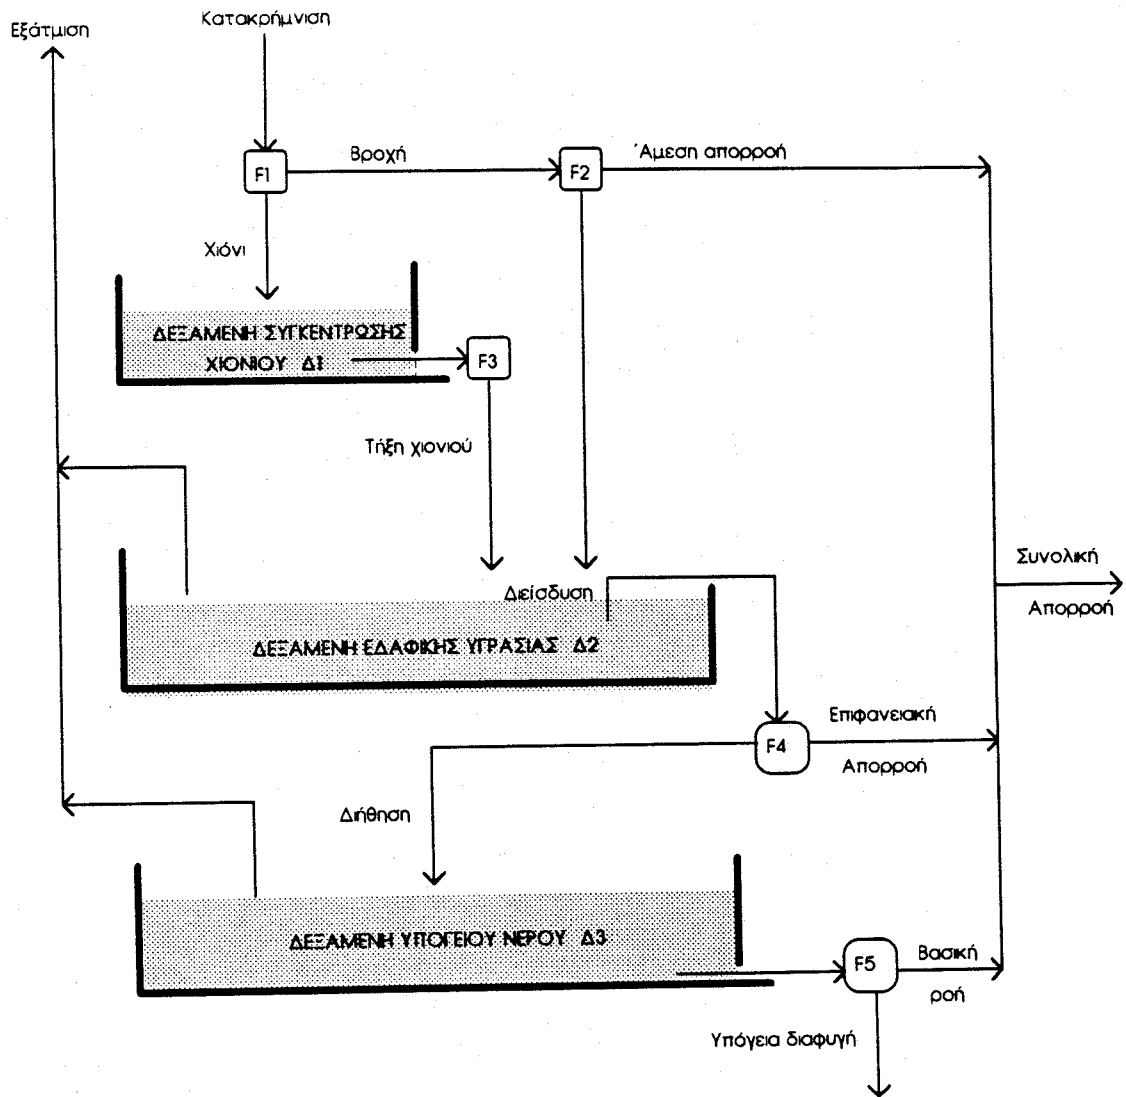 Κατακρήμνιση
Εξάτμιση
Βροχή
Άμεση απορροή
F1
F2
Χιόνι
ΔΕΞΑΜΕΝΗ ΣΥΓΚΕΝΤΡΩΣΗΣ
ΧΙΟΝΙΟΥ Δ1
F3
Τήξη χιονιού
Συνολική
Απορροή
Διείσδυση
ΔΕΞΑΜΕΝΗ ΕΔΑΦΙΚΗΣ ΥΓΡΑΣΙΑΣ Δ2
Επιφανειακή
F4
Απορροή
Διήθηση
ΔΕΞΑΜΕΝΗ ΥΠΟΓΕΙΟΥ ΝΕΡΟΥ Δ3
Βασική
F5
ροή
Υπόγεια διαφυγή